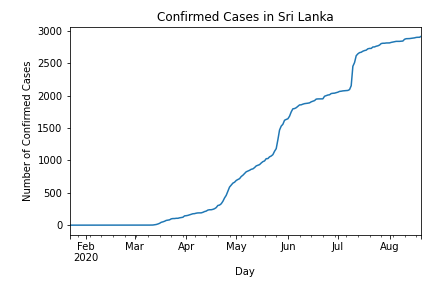 Confirmed Cases in Sri Lanka
Number of Confirmed Cases
3000
2500
2000
1500
1000
500
0
Feb Mar Apr May Jun Jul Aug
2020
Day